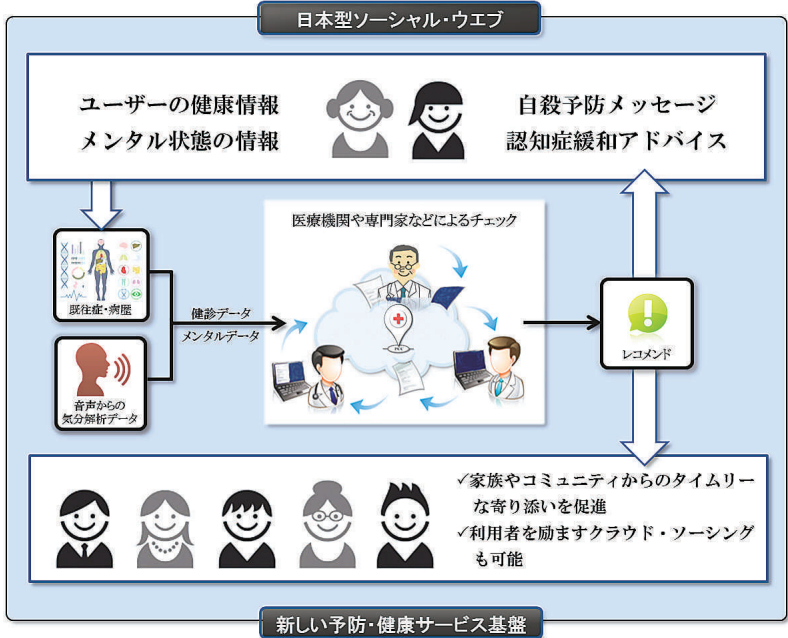 日本型ソーシャル・ウエブ
ユーザーの健康情報
メンタル状態の情報
自殺予防メッセージ
認知症緩和アドバイス
医療機関や専門家などによるチェック
既往症・病歴
健診データ
メンタルデータ
音声からの
気分解析データ
レコメンド
✓家族やコミュニティからのタイムリー
な寄り添いを促進
✓利用者を励ますクラウド・ソーシング
も可能
新しい予防・健康サービス基盤